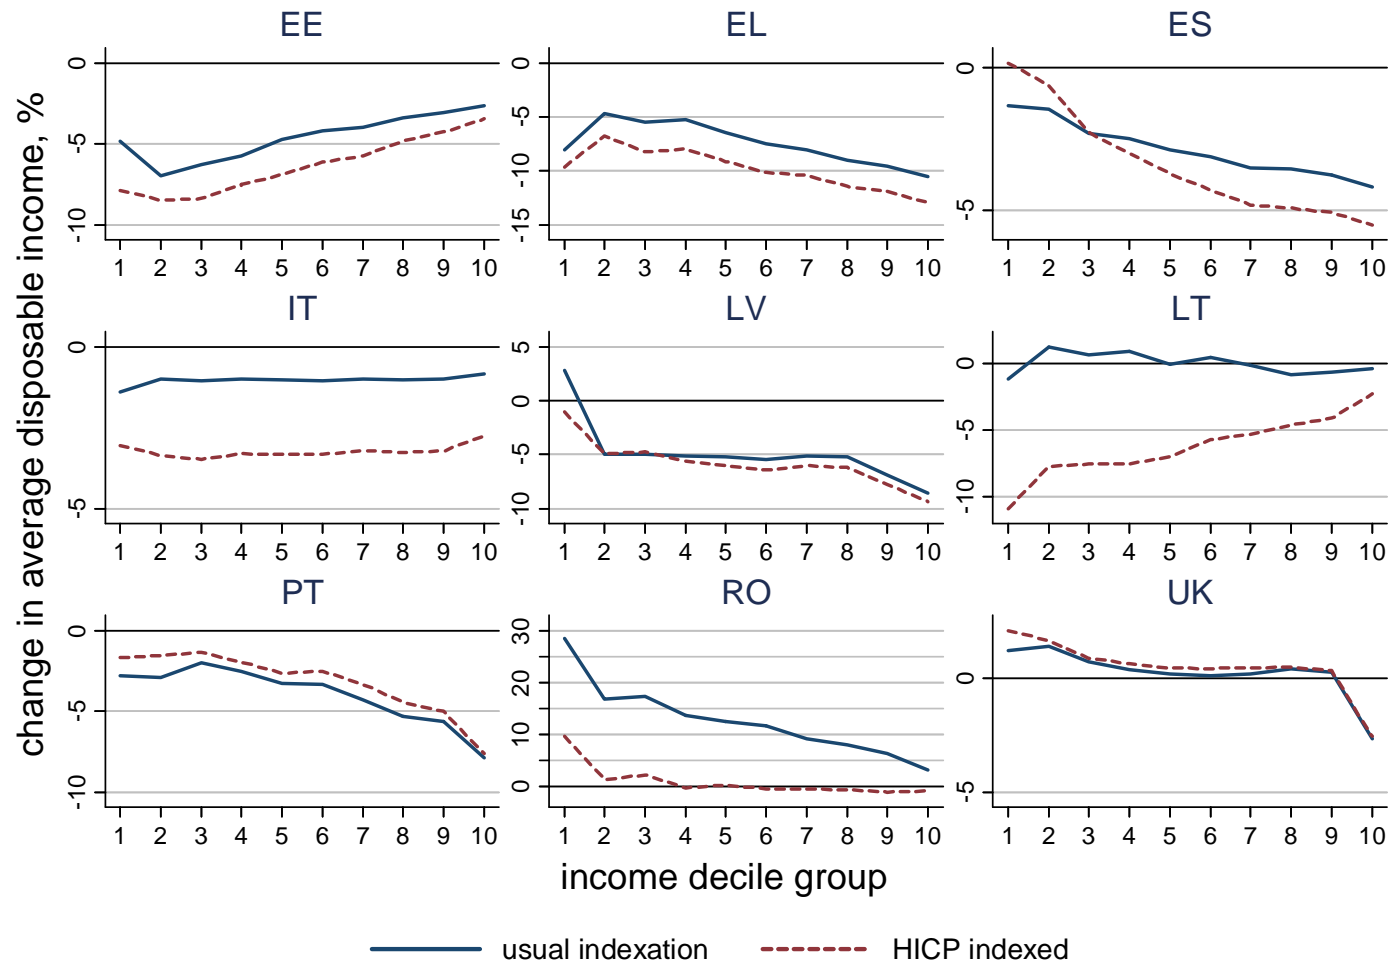 change in average disposable income, %
EE
0
-5
-10
1 2 3 4 5 6 7 8 9 10
EL
0
-5
-10
-15
1 2 3 4 5 6 7 8 9 10
ES
0
-5
1 2 3 4 5 6 7 8 9 10
IT
0
-5
1 2 3 4 5 6 7 8 9 10
LV
5
0
-5
-10
1 2 3 4 5 6 7 8 9 10
LT
0
-5
-10
1 2 3 4 5 6 7 8 9 10
PT
0
-5
-10
1 2 3 4 5 6 7 8 9 10
RO
30
20
10
0
1 2 3 4 5 6 7 8 9 10
UK
0
-5
1 2 3 4 5 6 7 8 9 10
income decile group
usual indexation HICP indexed